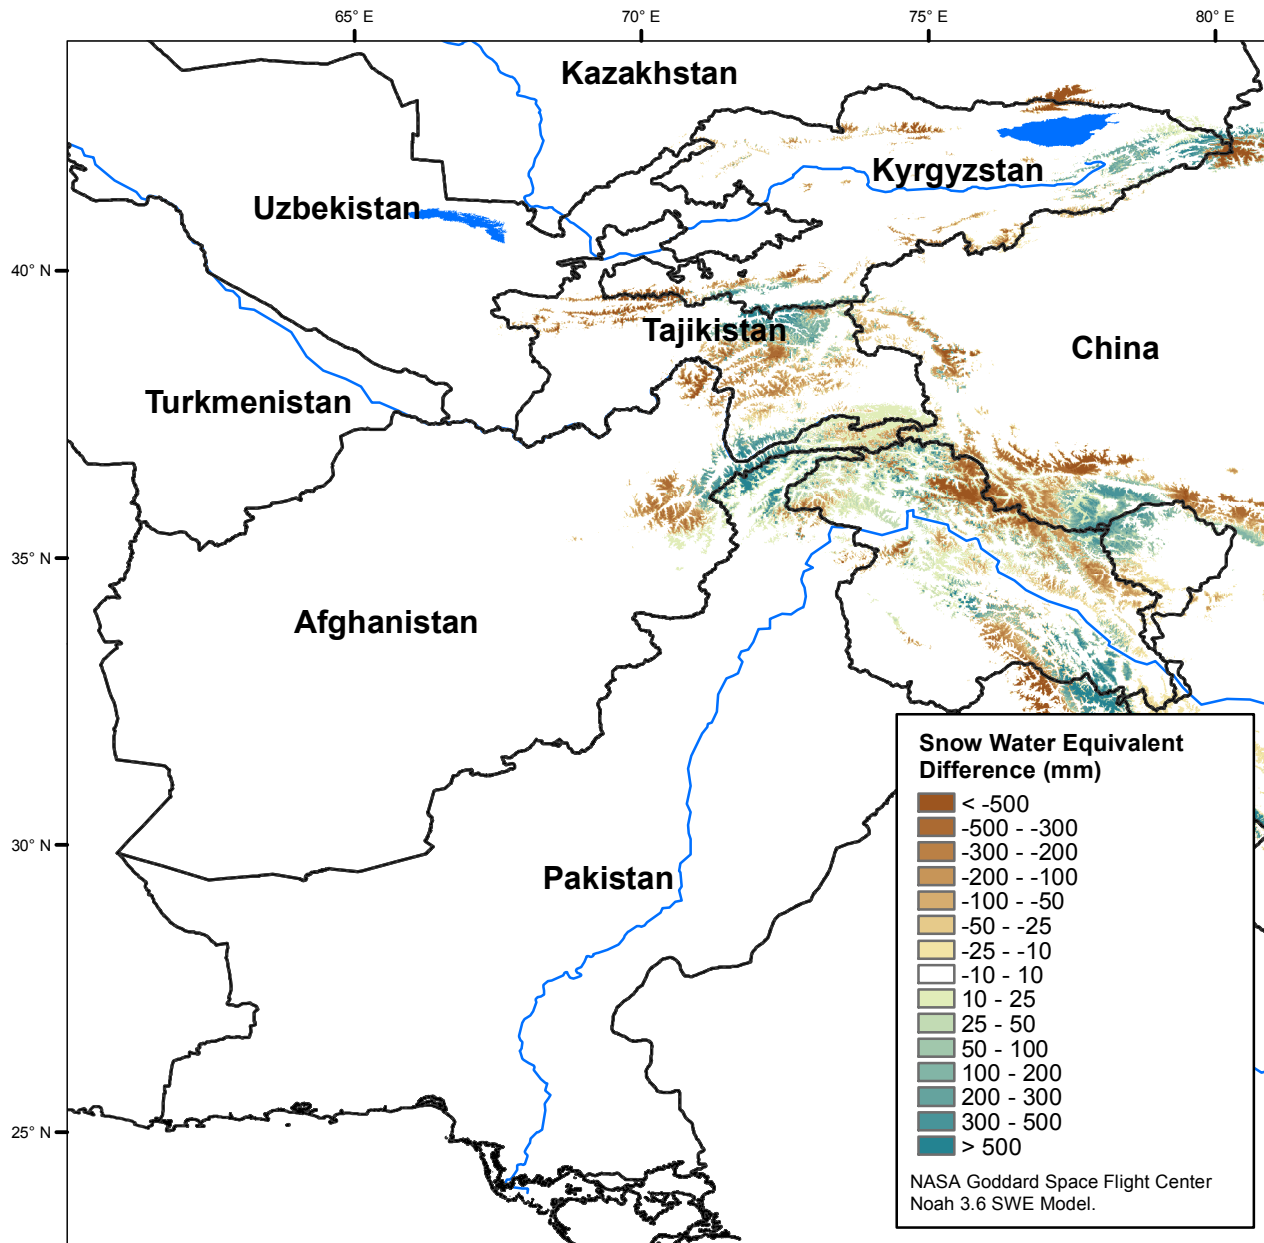 65° E
70° E
75° E
80° E
Kazakhstan
Kyrgyzstan
Uzbekistan
40° N
Tajikistan
China
Turkmenistan
35° N
Afghanistan
30° N
Pakistan
25° N
Snow Water Equivalent
Difference (mm)
< -500
-500 - -300
-300 - -200
-200 - -100
-100 - -50
-50 - -25
-25 - -10
-10 - 10
10 - 25
25 - 50
50 - 100
100 - 200
200 - 300
300 - 500
> 500
NASA Goddard Space Flight Center
Noah 3.6 SWE Model.